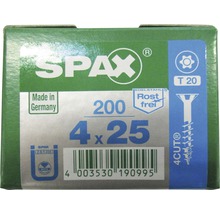 SPAX®
T 20
Made in
Germany
Rost
frei
200
4 x 25
4CUT®
4 003530 190995